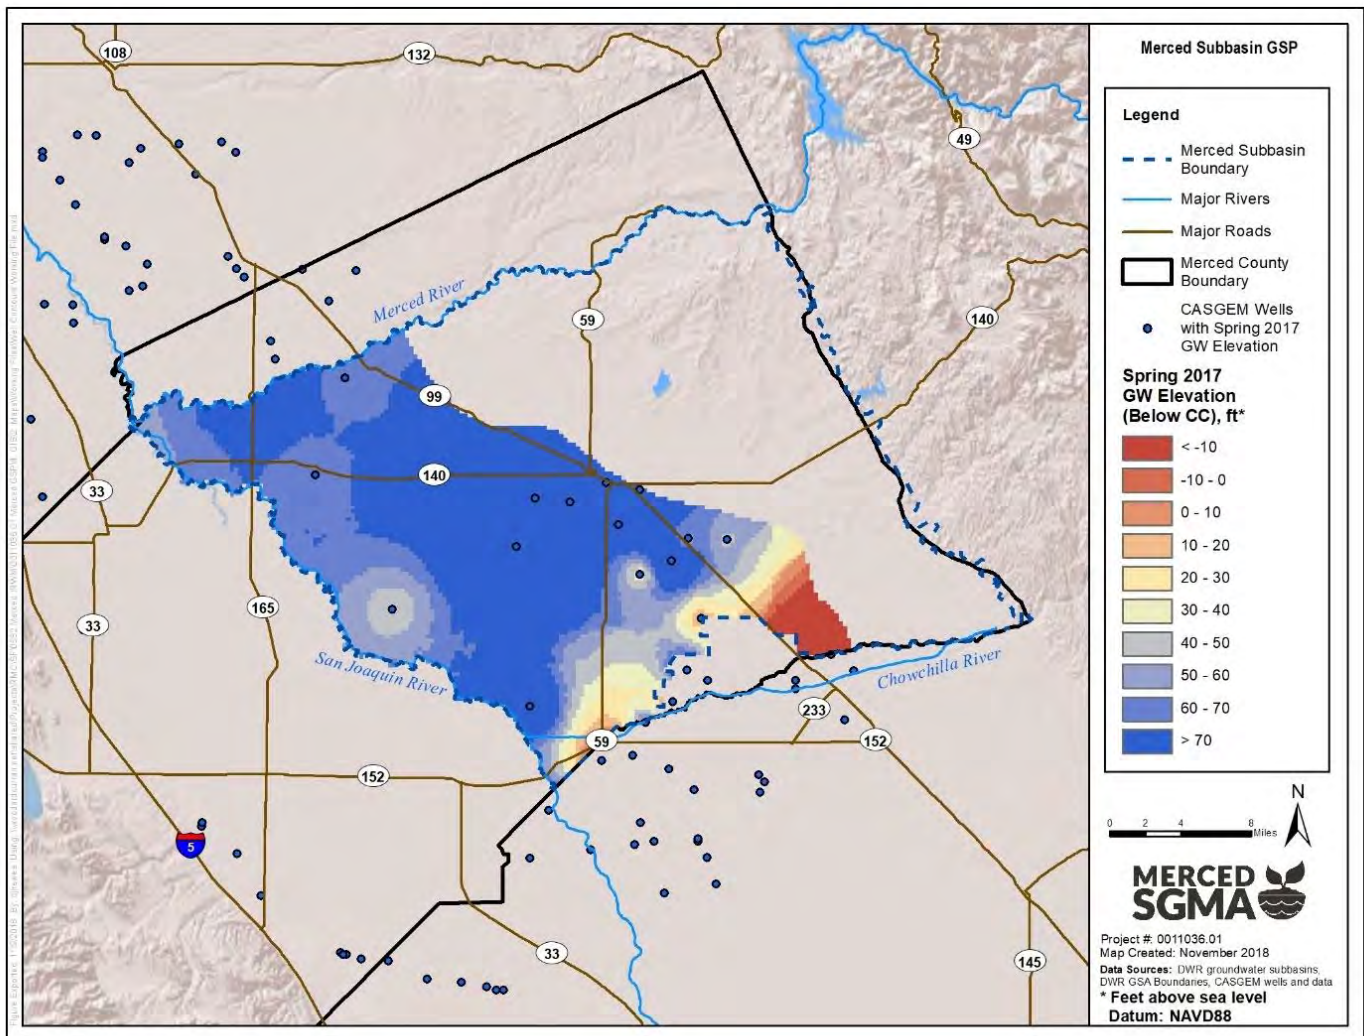 Merced Subbasin GSP
Legend
Merced Subbasin
Boundary
Major Rivers
Major Roads
Merced County
Boundary
CASGEM Wells
with Spring 2017
GW Elevation
Spring 2017
GW Elevation
(Below CC), ft*
< -10
-10 - 0
0 - 10
10 - 20
20 - 30
30 - 40
40 - 50
50 - 60
60 - 70
> 70
N
0 2 4 8
Miles
MERCED
SGMA
Project #: 0011036.01
Map Created: November 2018
Data Sources: DWR groundwater subbasins,
DWR GSA Boundaries, CASGEM wells and data
* Feet above sea level
Datum: NAVD88
108
132
49
Merced River
59
140
99
140
33
165
33
San Joaquin River
Chowchilla River
233
59
152
152
5
33
145